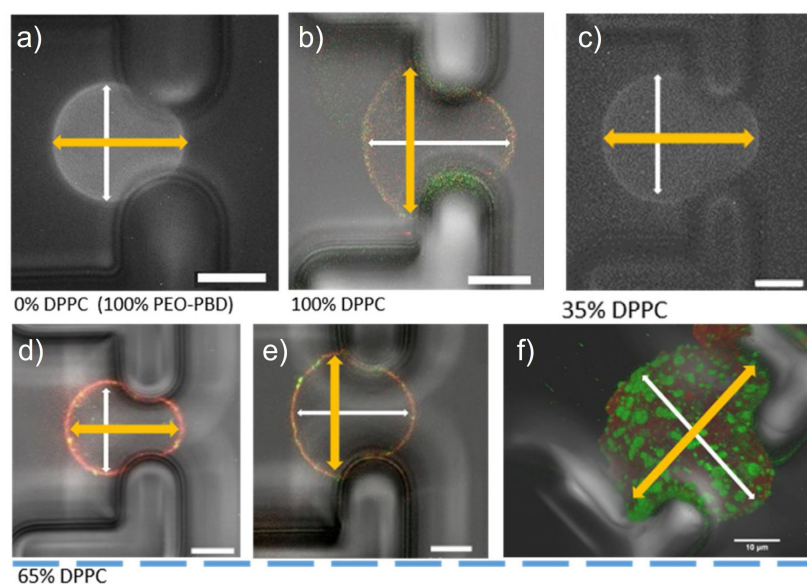 a)
b)
c)
0% DPPC (100% PEO-PBD)
100% DPPC
35% DPPC
d)
e)
f)
10 µm
65% DPPC